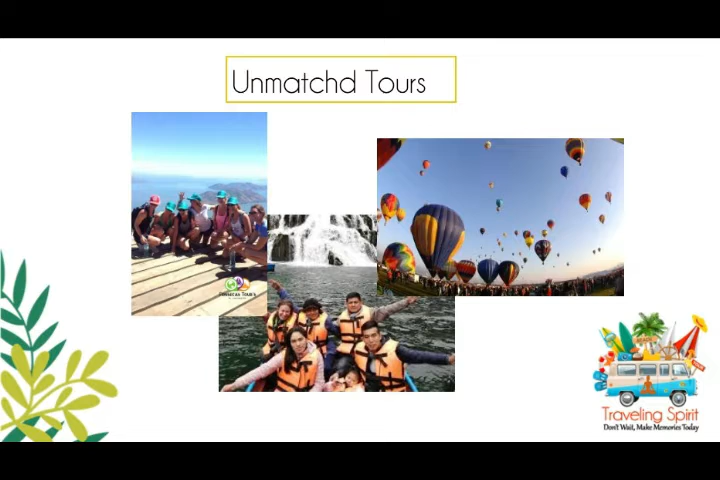 Unmatchd Tours
Traveling Spirit
Don't Wait, Make Memories Today